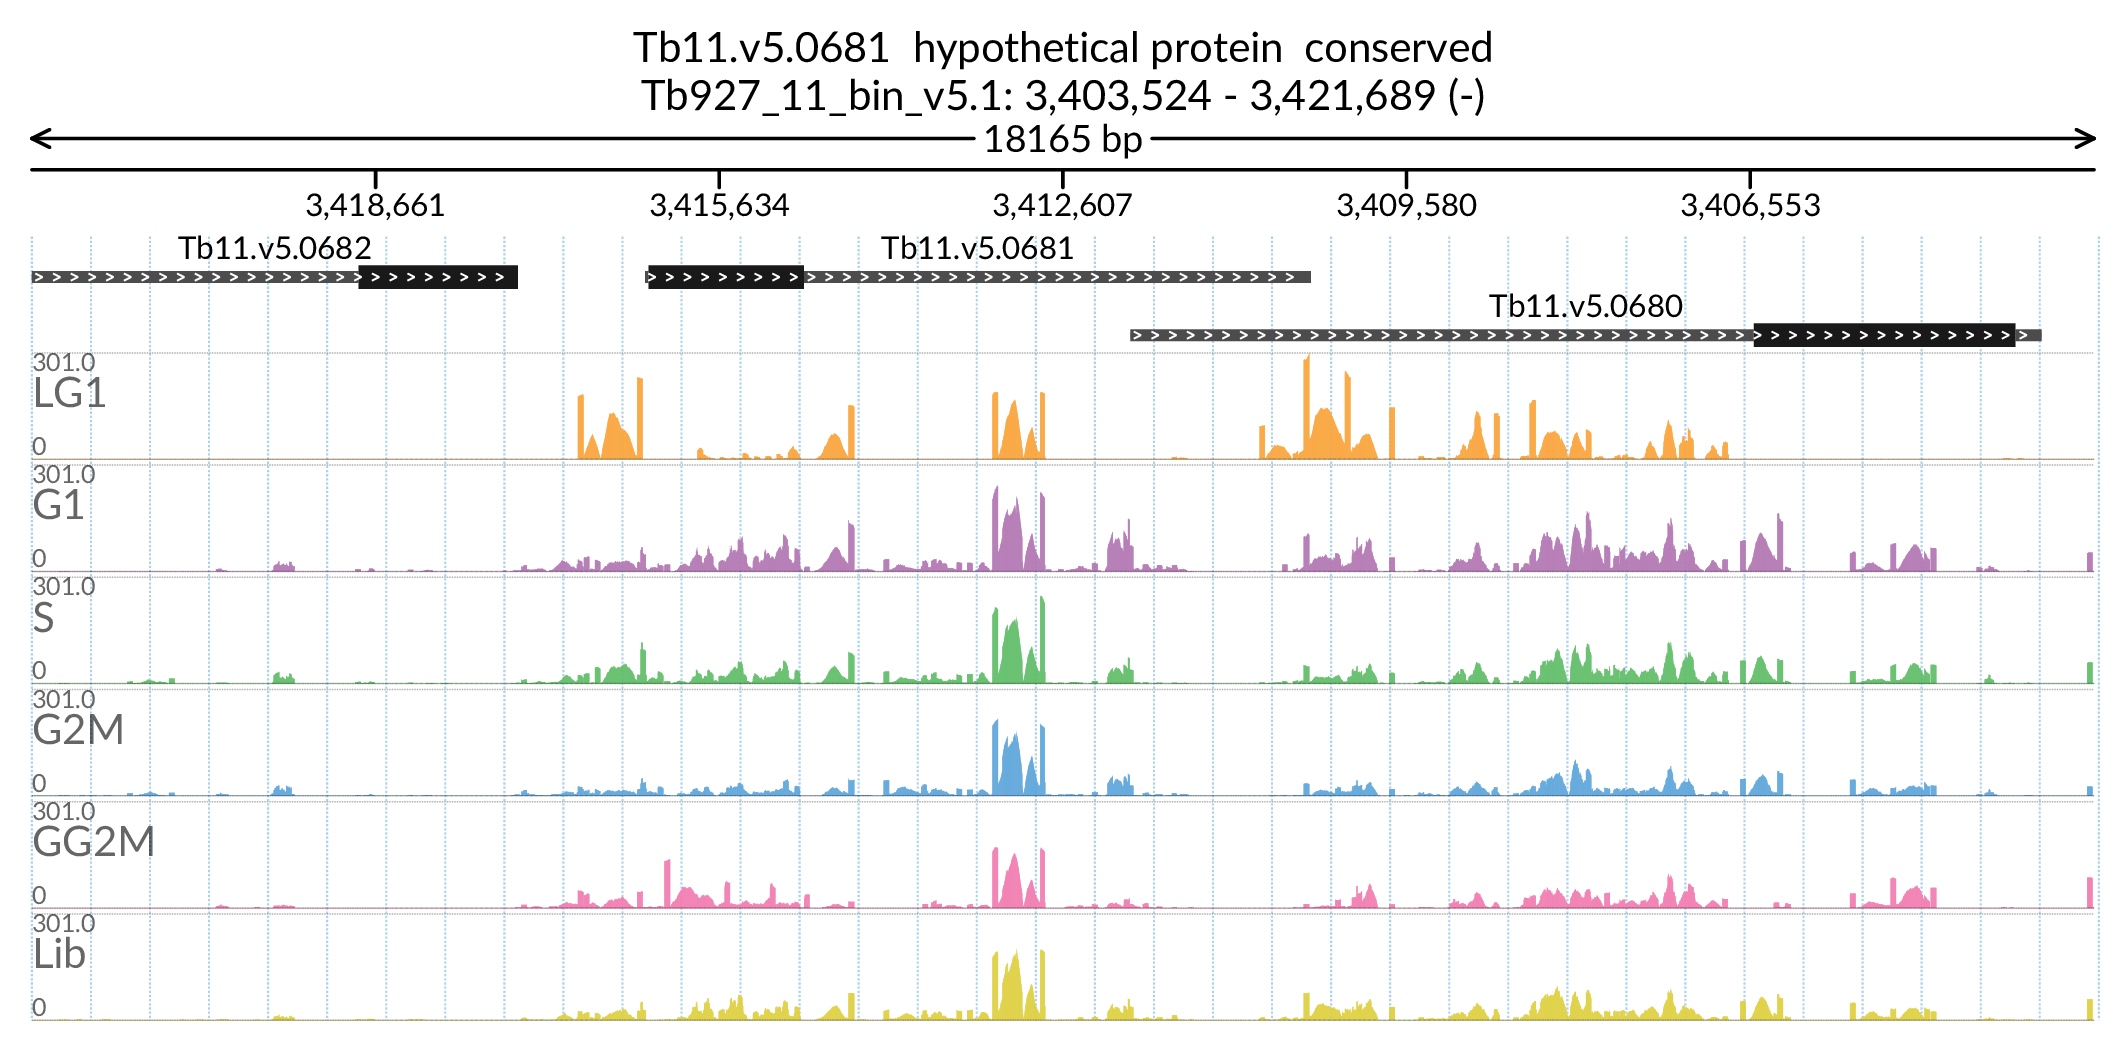 Tb11.v5.0681 hypothetical protein conserved
Tb927_11_bin_v5.1: 3,403,524 - 3,421,689 (-)
18165 bp
3,418,661 3,415,634 3,412,607 3,409,580 3,406,553
Tb11.v5.0682 Tb11.v5.0681
Tb11.v5.0680
301.0
LG1
0
301.0
G1
0
301.0
S
0
301.0
G2M
0
301.0
GG2M
0
301.0
Lib
0